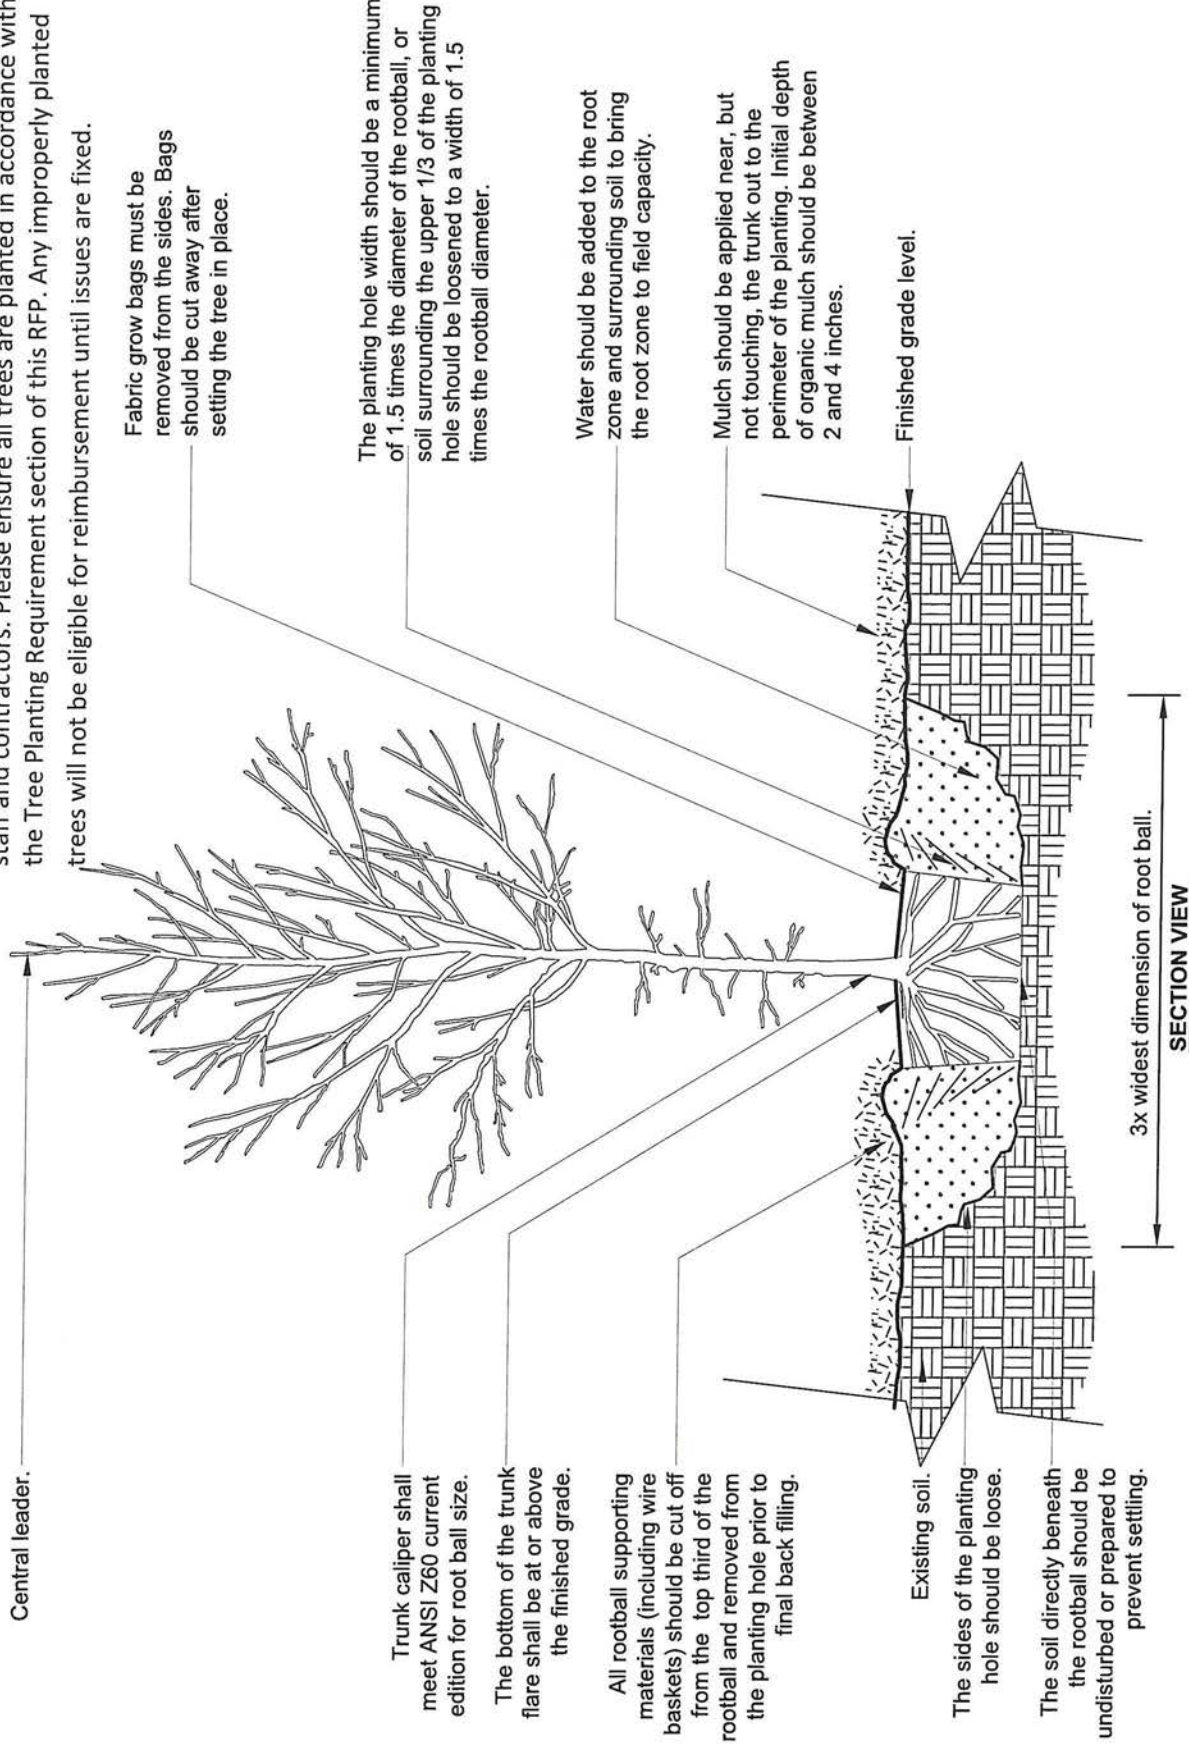 staff and contractors. Please ensure all trees are planted in accordance with
the Tree Planting Requirement section of this RFP. Any improperly planted
trees will not be eligible for reimbursement until issues are fixed.
Central leader.
Trunk caliper shall
meet ANSI Z60 current
edition for root ball size.
The bottom of the trunk
flare shall be at or above
the finished grade.
All rootball supporting
materials (including wire
baskets) should be cut off
from the top third of the
rootball and removed from
the planting hole prior to
final back filling.
Existing soil.
The sides of the planting
hole should be loose.
The soil directly beneath
the rootball should be
undisturbed or prepared to
prevent settling.
Fabric grow bags must be
removed from the sides. Bags
should be cut away after
setting the tree in place.
The planting hole width should be a minimum
of 1.5 times the diameter of the rootball, or
soil surrounding the upper 1/3 of the planting
hole should be loosened to a width of 1.5
times the rootball diameter.
Water should be added to the root
zone and surrounding soil to bring
the root zone to field capacity.
Mulch should be applied near, but
not touching, the trunk out to the
perimeter of the planting. Initial depth
of organic mulch should be between
2 and 4 inches.
Finished grade level.
3x widest dimension of root ball.
SECTION VIEW